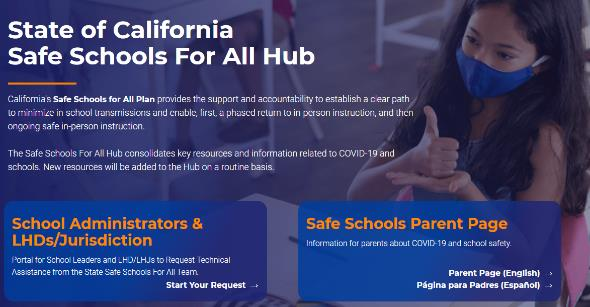 State of California
Safe Schools For All Hub
California's Safe Schools for All Plan provides the support and accountability to establish a clear path
to minimize in school transmissions and enable, first, a phased return to in person instruction, and then
ongoing safe in-person instruction.
The Safe Schools For All Hub consolidates key resources and information related to COVID-19 and
schools. New resources will be added to the Hub on a routine basis.
School Administrators &
LHDs/Jurisdiction
Portal for School Leaders and LHD/LHJs to Request Technical
Assistance from the State Safe Schools For All Team.
Start Your Request →
Safe Schools Parent Page
Information for parents about COVID-19 and school safety.
Parent Page (English) →
Página para Padres (Español) →